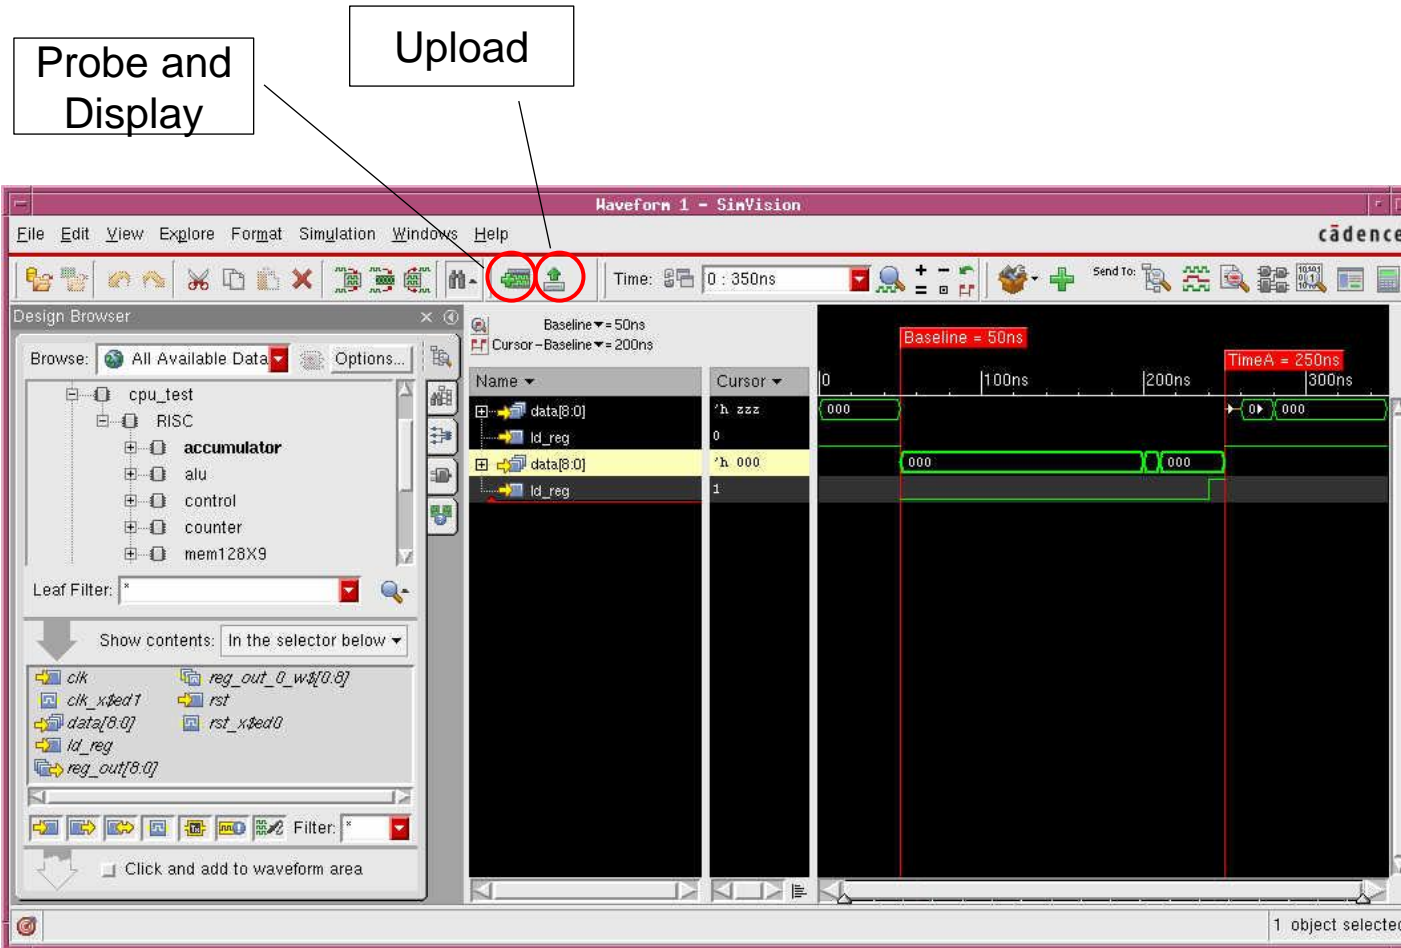 Upload
Probe and
Display
Waveform 1 - SimVision
File Edit View Explore Format Simulation Windows Help
cādence
Time: 0 : 350ns
Send To:
Design Browser
Browse: All Available Data Options...
cpu_test
RISC
accumulator
alu
control
counter
mem128X9
Leaf Filter: *
Show contents: In the selector below
clk reg_out_0_w$[0:8]
clk_x$ed1 rst
data[8:0] rst_x$ed0
ld_reg
reg_out[8:0]
Filter: *
Click and add to waveform area
Baseline = 50ns
Cursor-Baseline = 200ns
Name Cursor
data[8:0] 'h zzz
ld_reg 0
data[8:0] 'h 000
ld_reg 1
Baseline = 50ns
TimeA = 250ns
0 100ns 200ns 300ns
000 0 000
000 000
1 object selected